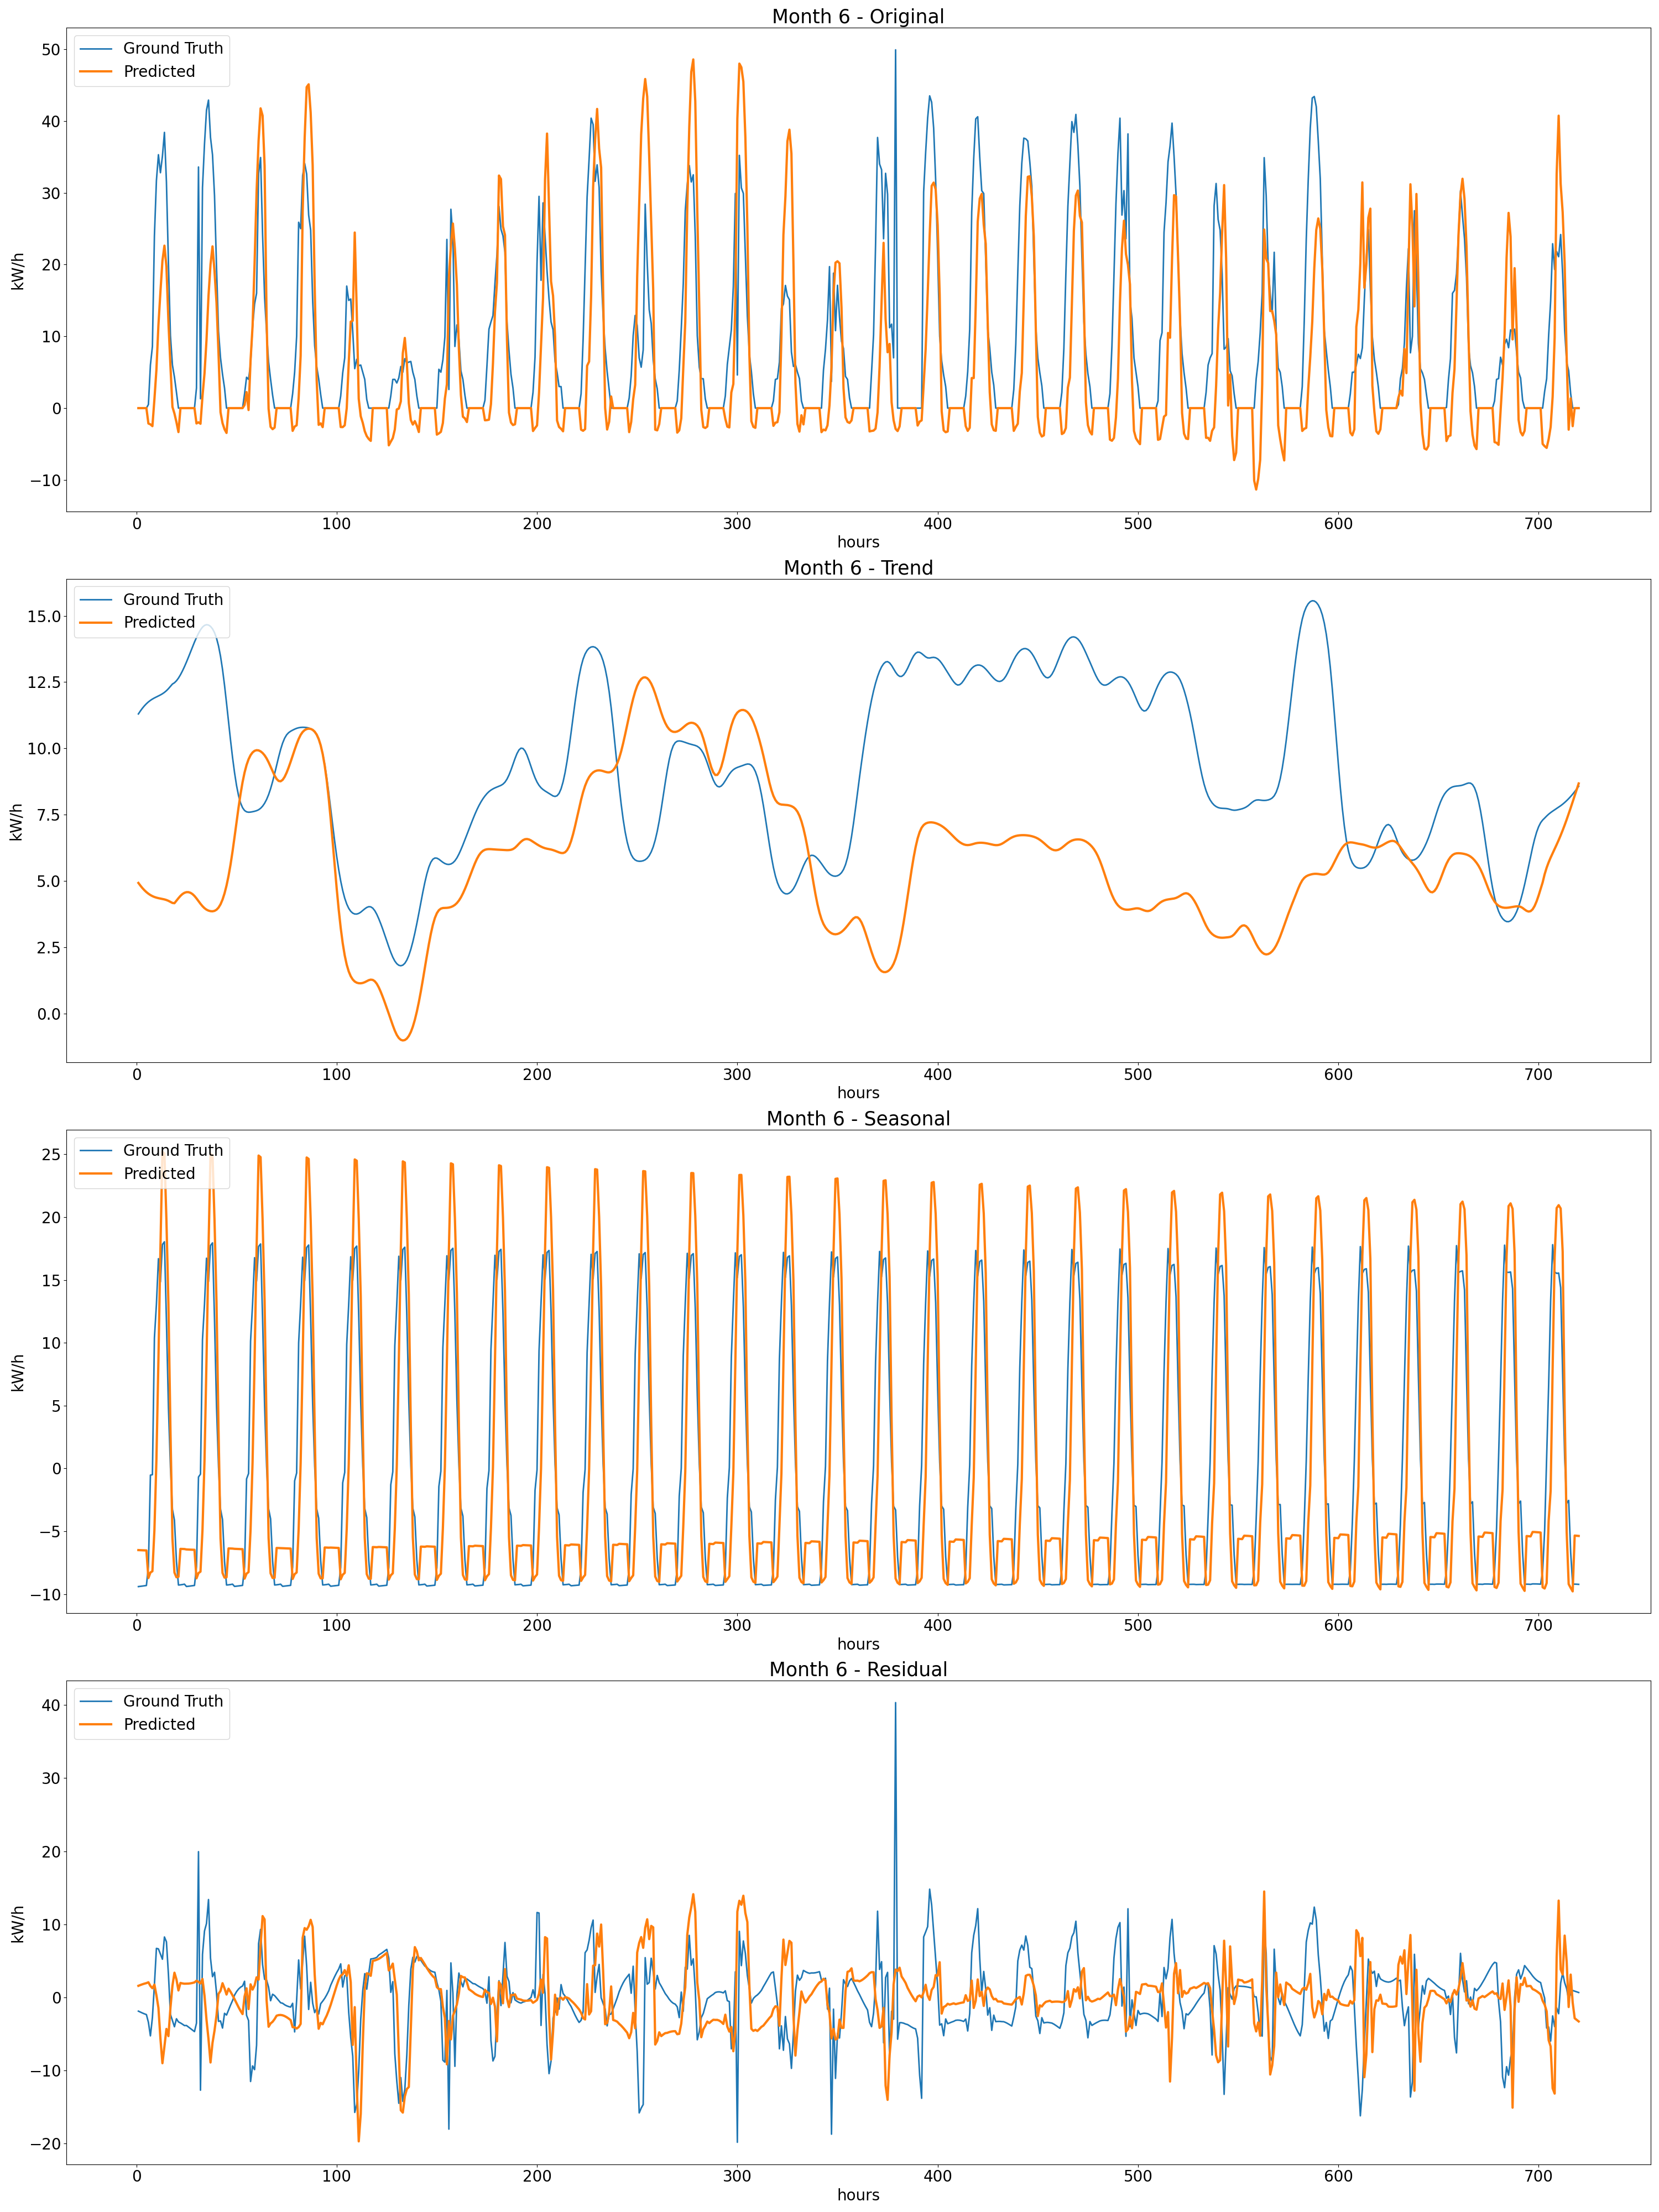 Month 6 - Original
Ground Truth
Predicted
50
40
30
20
10
0
−10
kW/h
0 100 200 300 400 500 600 700
hours
Month 6 - Trend
Ground Truth
Predicted
15.0
12.5
10.0
7.5
5.0
2.5
0.0
kW/h
0 100 200 300 400 500 600 700
hours
Month 6 - Seasonal
Ground Truth
Predicted
25
20
15
10
5
0
−5
−10
kW/h
0 100 200 300 400 500 600 700
hours
Month 6 - Residual
Ground Truth
Predicted
40
30
20
10
0
−10
−20
kW/h
0 100 200 300 400 500 600 700
hours